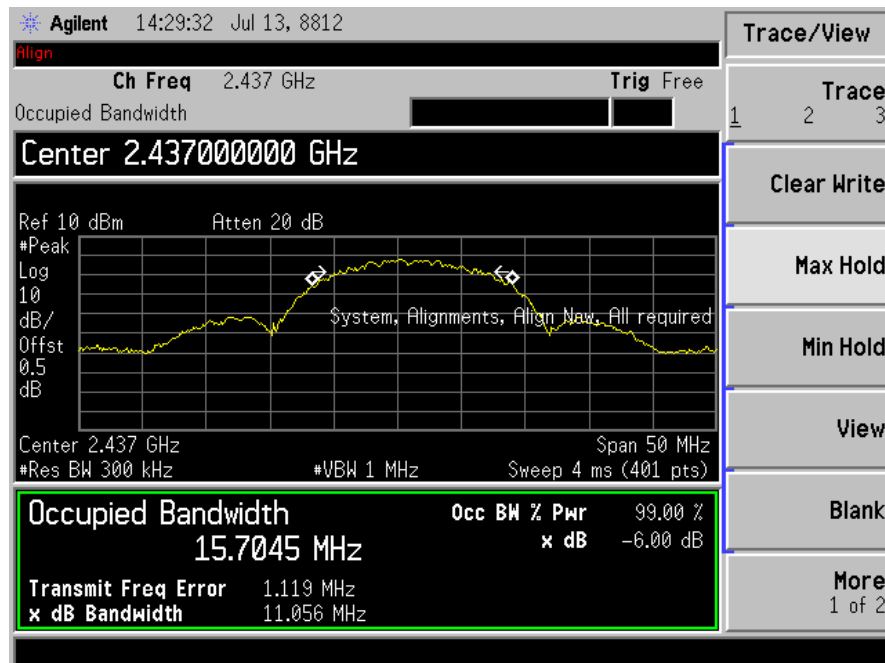 Agilent 14:29:32 Jul 13, 8812
Trace/View
Align
Ch Freq 2.437 GHz Trig Free
Occupied Bandwidth
Trace
1 2 3
Center 2.437000000 GHz
Clear Write
Ref 10 dBm Atten 20 dB
#Peak
Log
10
dB/
Offst
0.5
dB
Max Hold
System, Alignments, Align Now, All required
Min Hold
Center 2.437 GHz Span 50 MHz
#Res BW 300 kHz #VBW 1 MHz Sweep 4 ms (401 pts)
View
Occupied Bandwidth Occ BW % Pwr 99.00 %
15.7045 MHz x dB -6.00 dB
Blank
Transmit Freq Error 1.119 MHz
x dB Bandwidth 11.056 MHz
More
1 of 2